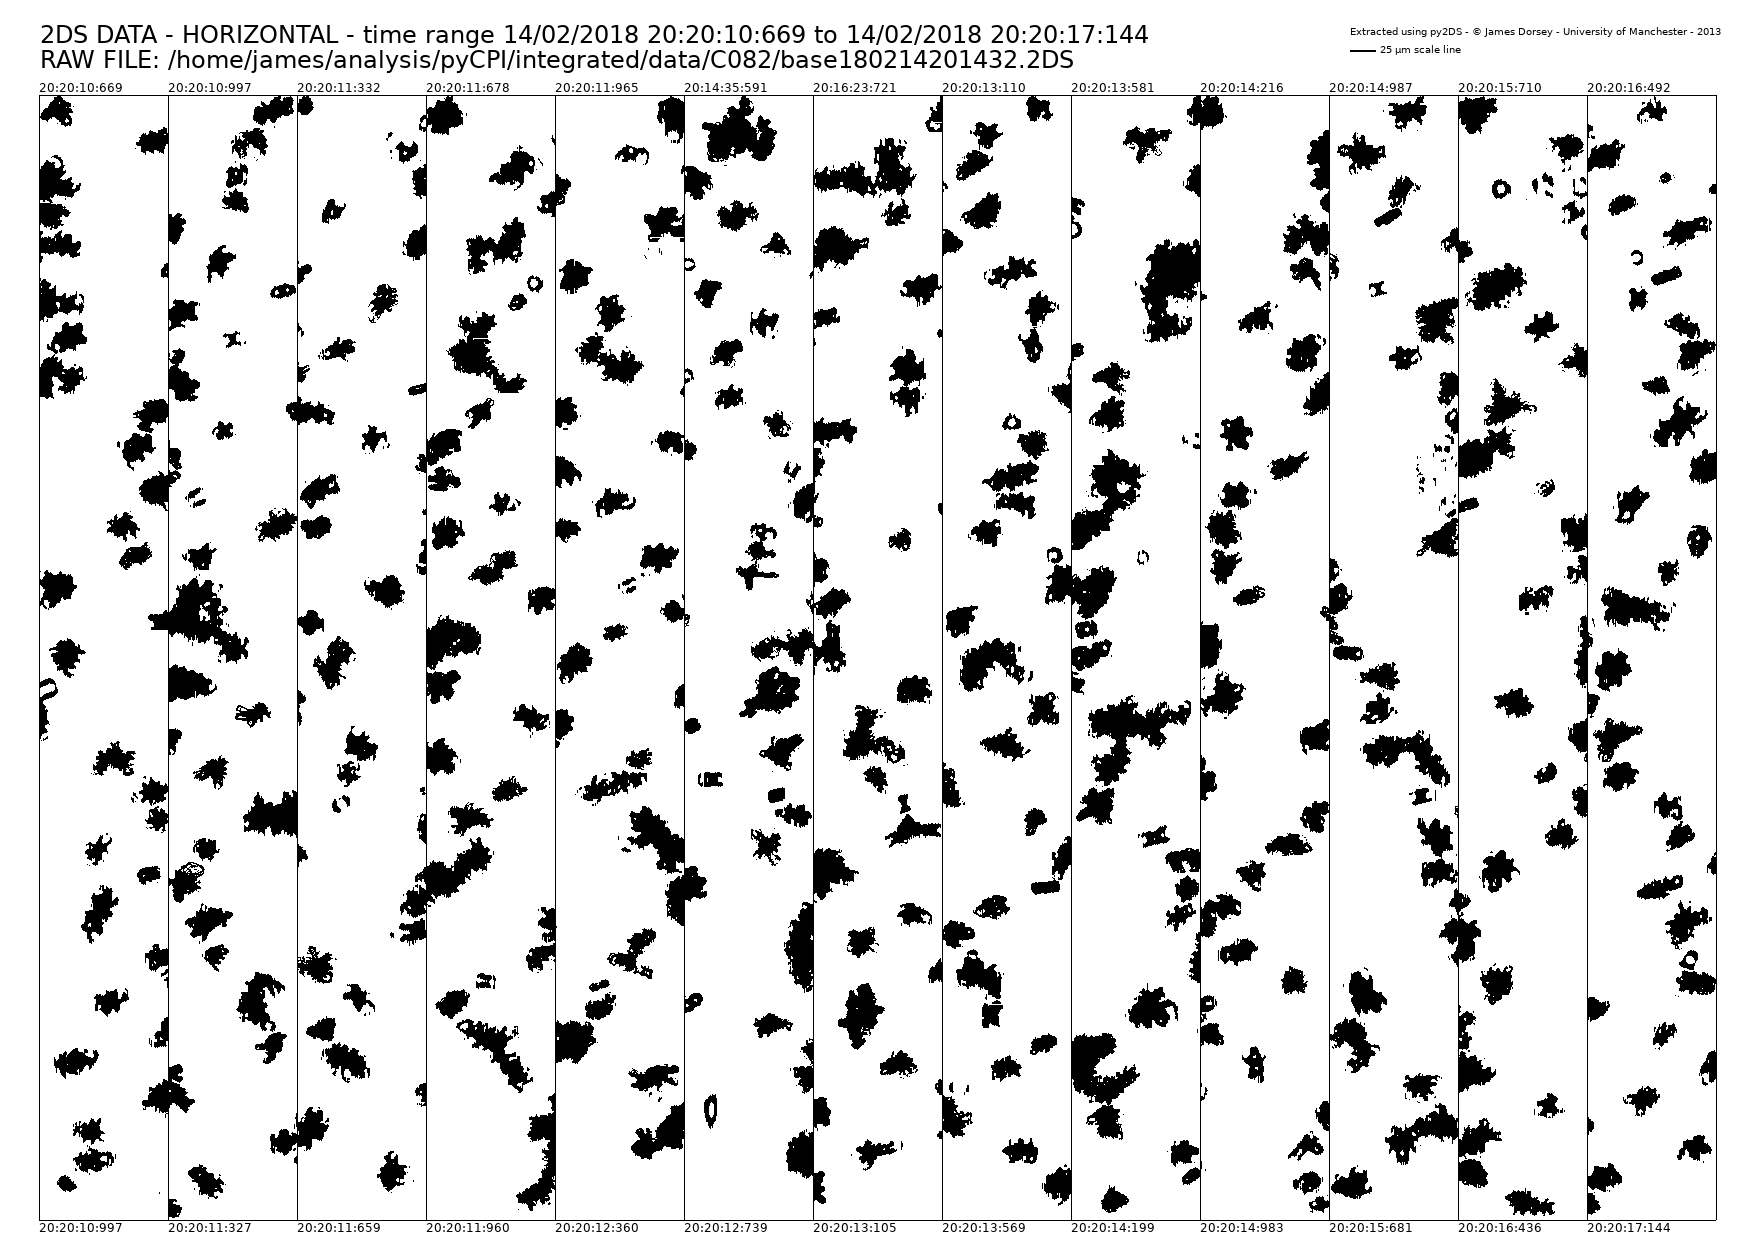 2DS DATA - HORIZONTAL - time range 14/02/2018 20:20:10:669 to 14/02/2018 20:20:17:144
RAW FILE: /home/james/analysis/pyCPI/integrated/data/C082/base180214201432.2DS
Extracted using py2DS - © James Dorsey - University of Manchester - 2013
25 µm scale line
20:20:10:669 20:20:10:997 20:20:11:332 20:20:11:678 20:20:11:965 20:14:35:591 16:16:23:721 20:20:13:110 20:20:13:581 20:20:14:216 20:20:14:987 20:20:15:710 20:20:16:492
20:20:10:997 20:20:11:327 20:20:11:659 20:20:11:960 20:20:12:360 20:20:12:739 20:20:13:105 20:20:13:569 20:20:14:199 20:20:14:983 20:20:15:681 20:20:16:436 20:20:17:144